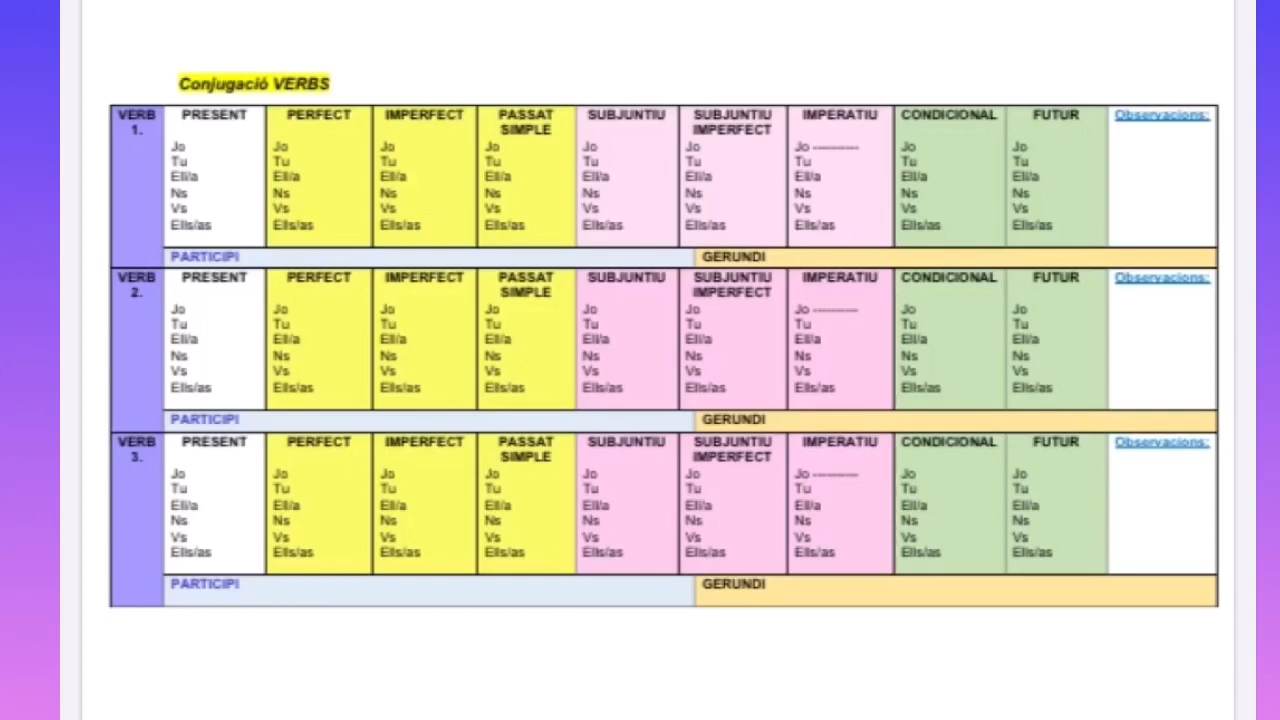 Conjugació VERBS
VERB PRESENT PERFECT IMPERFECT PASSAT SUBJUNTIU SUBJUNTIU IMPERATIU CONDICIONAL FUTUR Observacions:
1. SIMPLE IMPERFECT
Jo Jo Jo Jo Jo Jo Jo ---------- Jo Jo
Tu Tu Tu Tu Tu Tu Tu Tu Tu
Ell/a Ell/a Ell/a Ell/a Ell/a Ell/a Ell/a Ell/a Ell/a
Ns Ns Ns Ns Ns Ns Ns Ns Ns
Vs Vs Vs Vs Vs Vs Vs Vs Vs
Ells/as Ells/as Ells/as Ells/as Ells/as Ells/as Ells/as Ells/as Ells/as
PARTICIPI GERUNDI
VERB PRESENT PERFECT IMPERFECT PASSAT SUBJUNTIU SUBJUNTIU IMPERATIU CONDICIONAL FUTUR Observacions:
2. SIMPLE IMPERFECT
Jo Jo Jo Jo Jo Jo Jo ---------- Jo Jo
Tu Tu Tu Tu Tu Tu Tu Tu Tu
Ell/a Ell/a Ell/a Ell/a Ell/a Ell/a Ell/a Ell/a Ell/a
Ns Ns Ns Ns Ns Ns Ns Ns Ns
Vs Vs Vs Vs Vs Vs Vs Vs Vs
Ells/as Ells/as Ells/as Ells/as Ells/as Ells/as Ells/as Ells/as Ells/as
PARTICIPI GERUNDI
VERB PRESENT PERFECT IMPERFECT PASSAT SUBJUNTIU SUBJUNTIU IMPERATIU CONDICIONAL FUTUR Observacions:
3. SIMPLE IMPERFECT
Jo Jo Jo Jo Jo Jo Jo ---------- Jo Jo
Tu Tu Tu Tu Tu Tu Tu Tu Tu
Ell/a Ell/a Ell/a Ell/a Ell/a Ell/a Ell/a Ell/a Ell/a
Ns Ns Ns Ns Ns Ns Ns Ns Ns
Vs Vs Vs Vs Vs Vs Vs Vs Vs
Ells/as Ells/as Ells/as Ells/as Ells/as Ells/as Ells/as Ells/as Ells/as
PARTICIPI GERUNDI